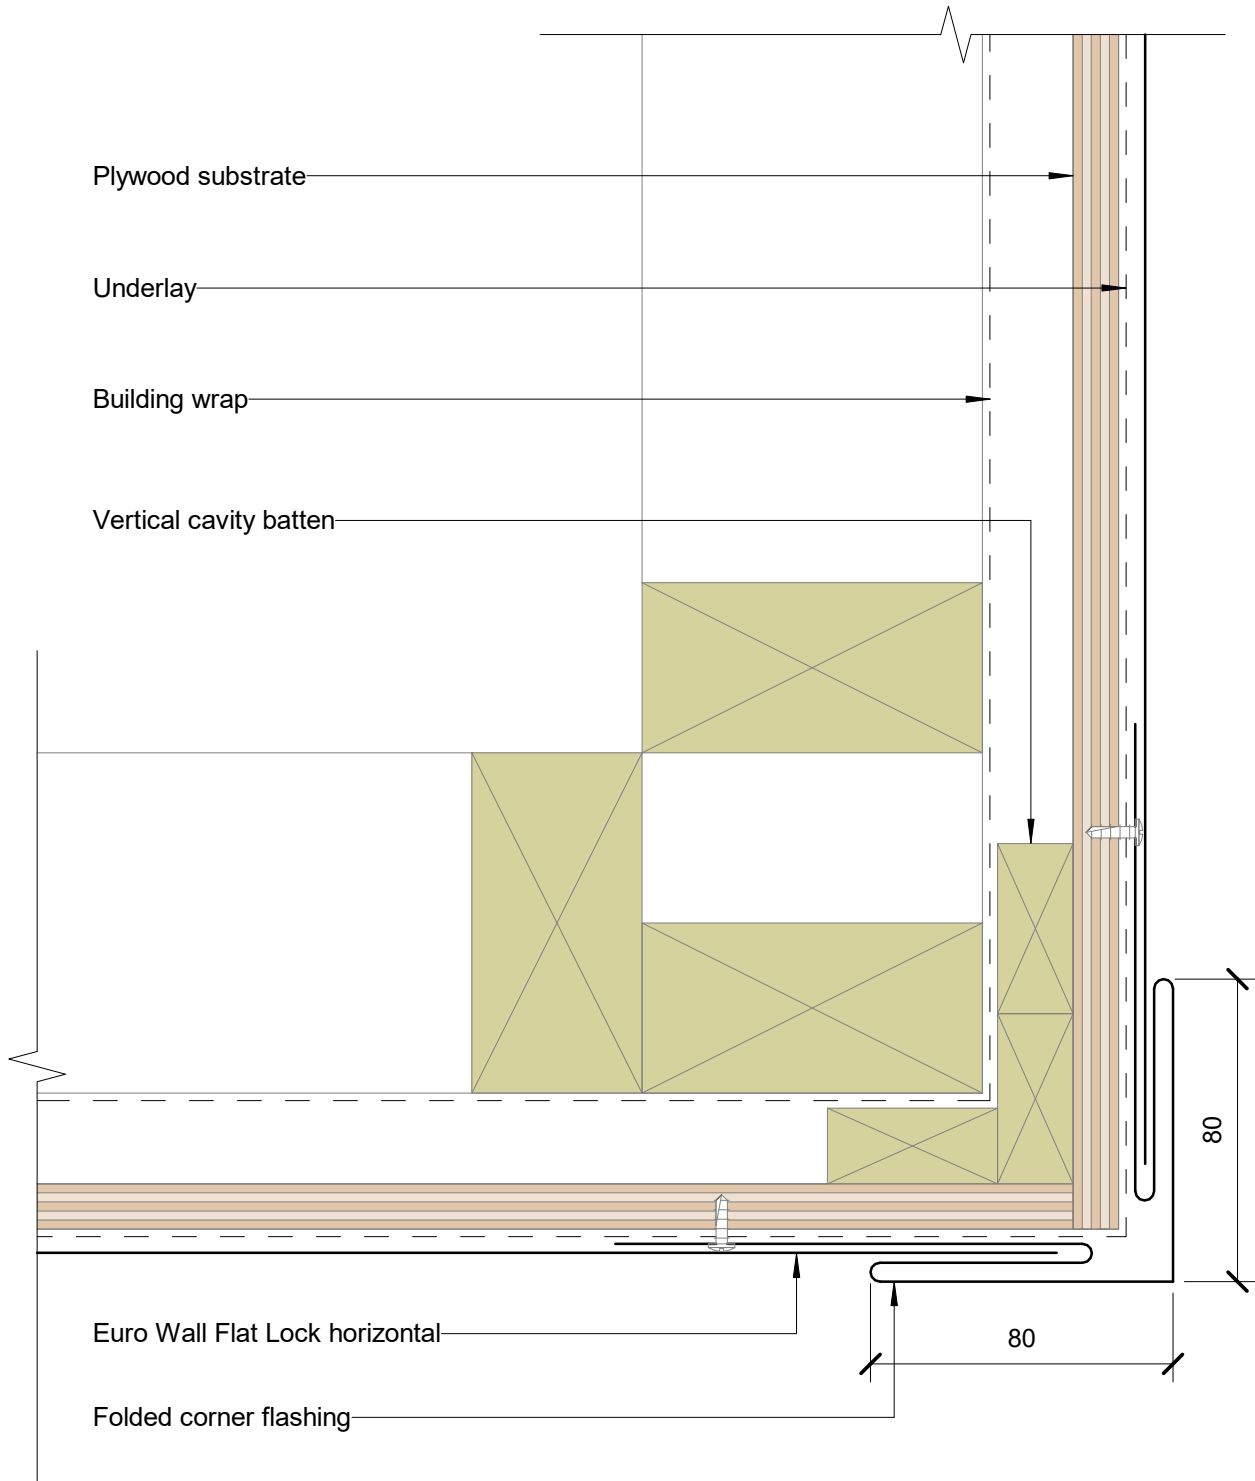 Plywood substrate
Underlay
Building wrap
Vertical cavity batten
80
80
Euro Wall Flat Lock horizontal
Folded corner flashing